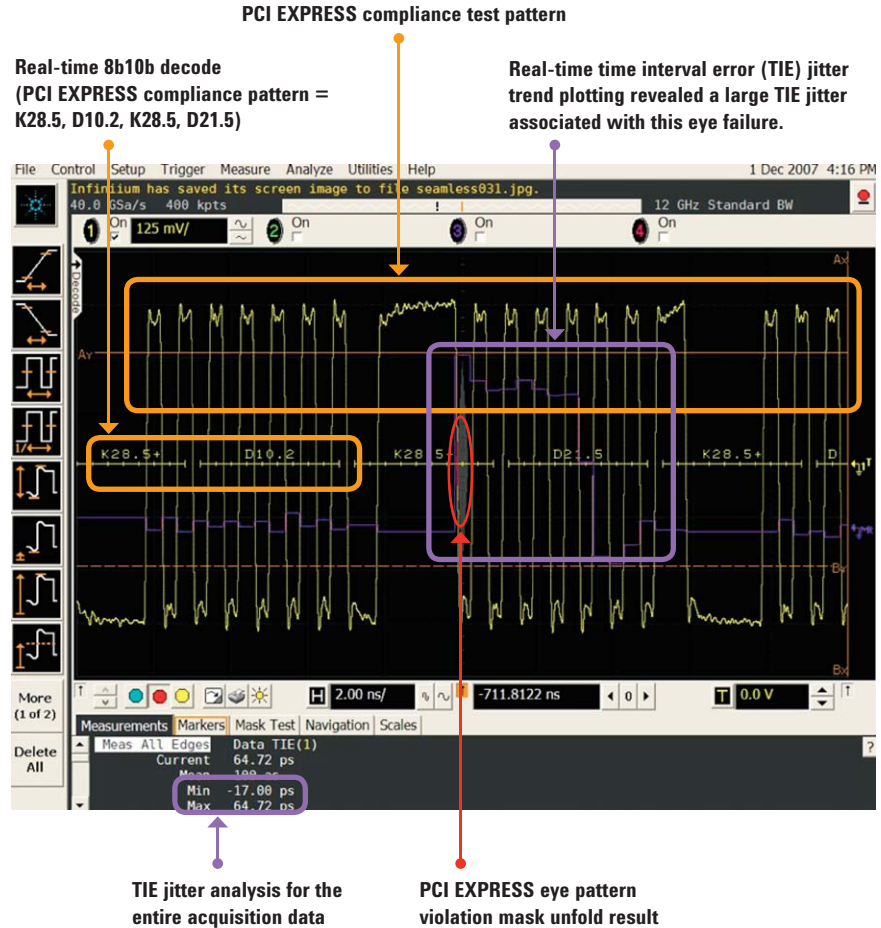 PCI EXPRESS compliance test pattern
Real-time 8b10b decode
(PCI EXPRESS compliance pattern =
K28.5, D10.2, K28.5, D21.5)
Real-time time interval error (TIE) jitter
trend plotting revealed a large TIE jitter
associated with this eye failure.
File Control Setup Trigger Measure Analyze Utilities Help 1 Dec 2007 4:16 PM
Infiniium has saved its screen image to file seamless031.jpg.
40.0 GSa/s 400 kpts 12 GHz Standard BW
1 On 125 mV/ 2 On 3 On 4 On
Decode
Ax
Ay
K28.5+ D10.2 K28.5- D21.5 K28.5+ D
By
Bx
More
(1 of 2)
Delete
All
H 2.00 ns/ -711.8122 ns 0 T 0.0 V
Measurements Markers Mask Test Navigation Scales
Meas All Edges Data TIE(1)
Current 64.72 ps
Mean
Min -17.00 ps
Max 64.72 ps
?
TIE jitter analysis for the
entire acquisition data
PCI EXPRESS eye pattern
violation mask unfold result